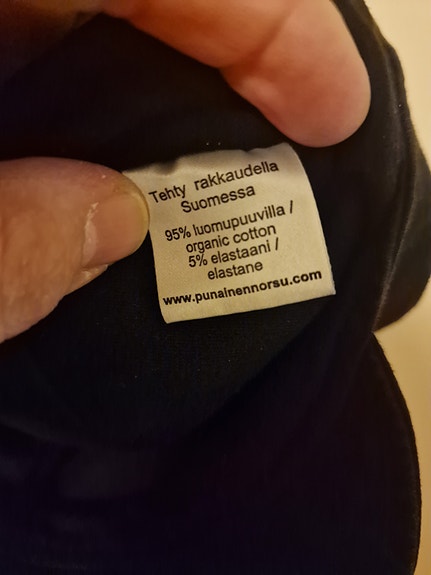 Tehty rakkaudella
Suomessa
95% luomupuuvilla /
organic cotton
5% elastaani /
elastane
www.punainennorsu.com